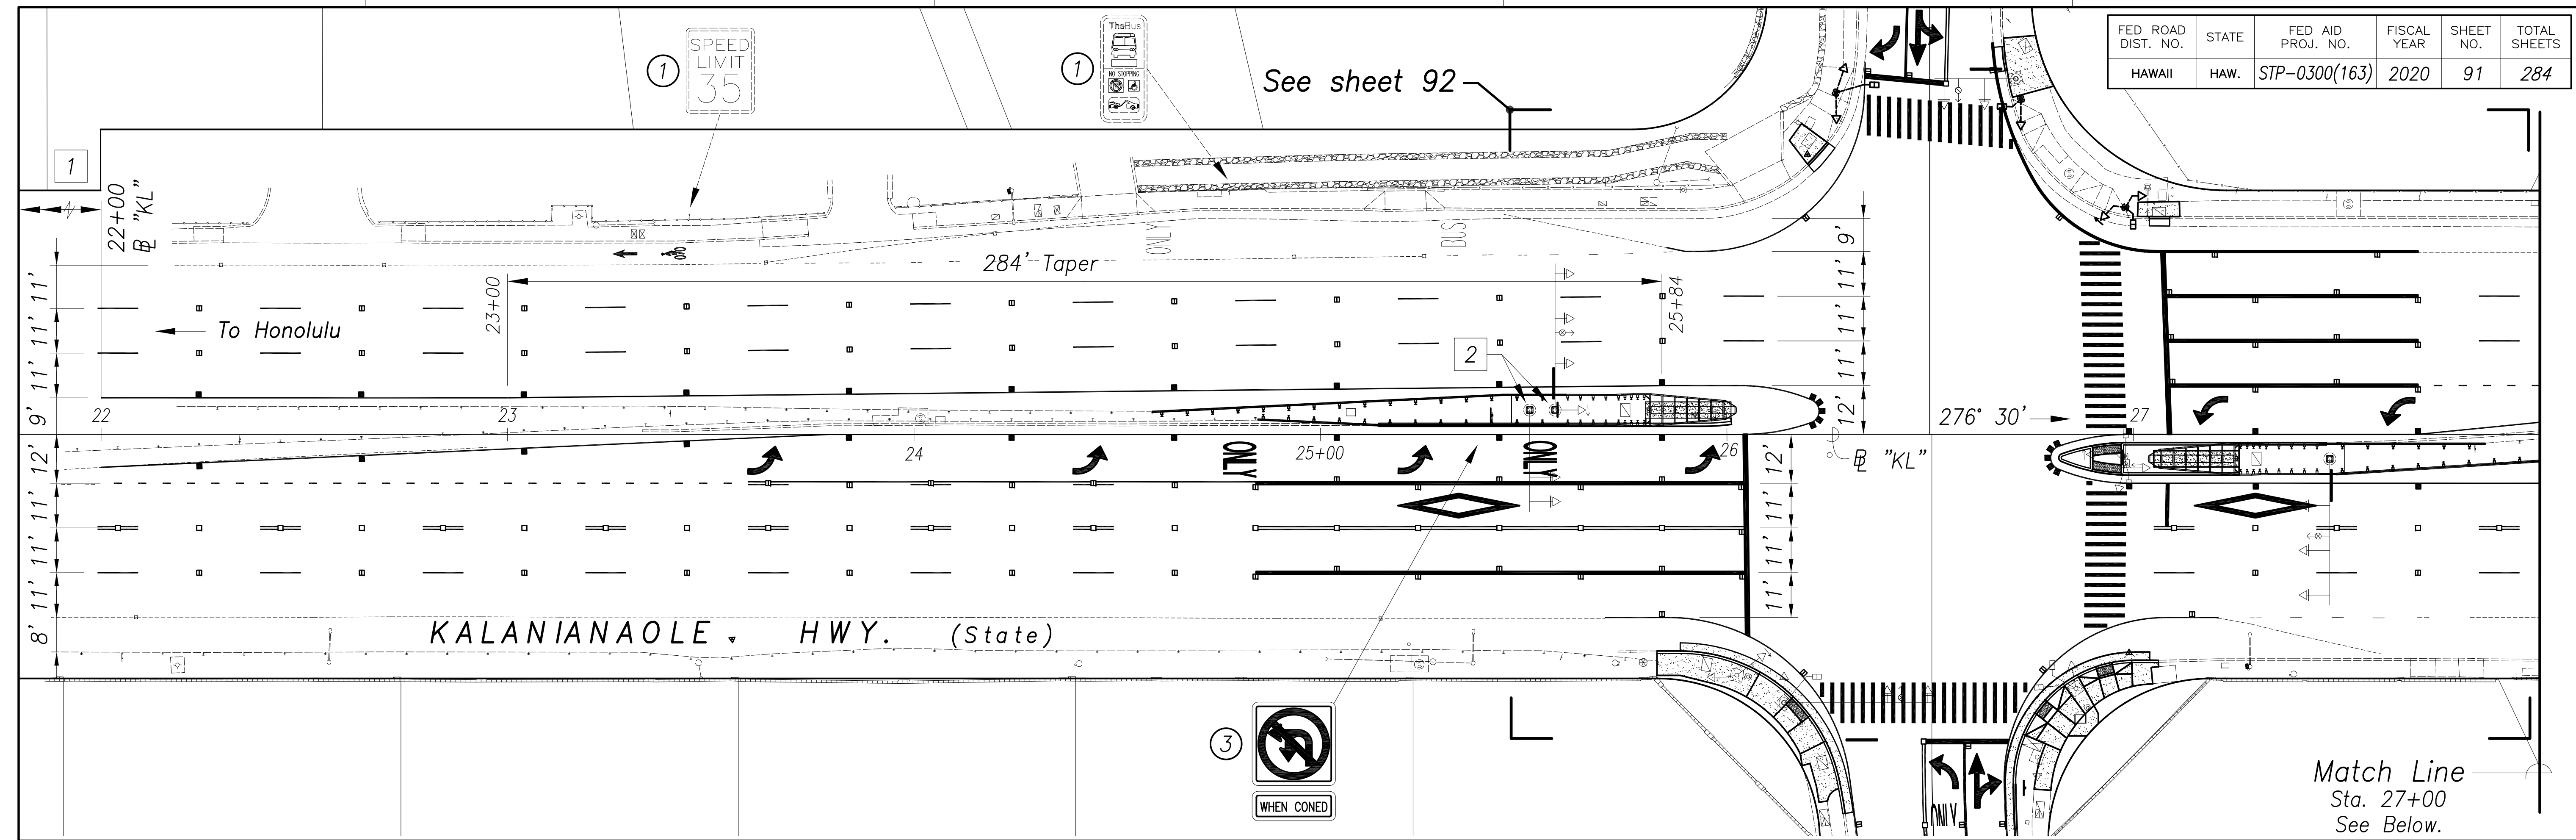 FED ROAD DIST. NO. STATE FED AID PROJ. NO. FISCAL YEAR SHEET NO. TOTAL SHEETS
HAWAII HAW. STP-0300(163) 2020 91 284
1
SPEED
LIMIT
35
1
TheBus
NO STOPPING
See sheet 92
1
22+00
℄ "KL"
ONLY
BUS
9'
284' Taper
23+00
25+84
To Honolulu
11'
11'
11'
9'
12'
11'
11'
11'
8'
11'
11'
11'
12'
2
22
23
24
25+00
26
27
276° 30'
℄ "KL"
ONLY
ONLY
12'
11'
11'
11'
KALANIANAOLE HWY. (State)
3
WHEN CONED
ONLY
Match Line
Sta. 27+00
See Below.